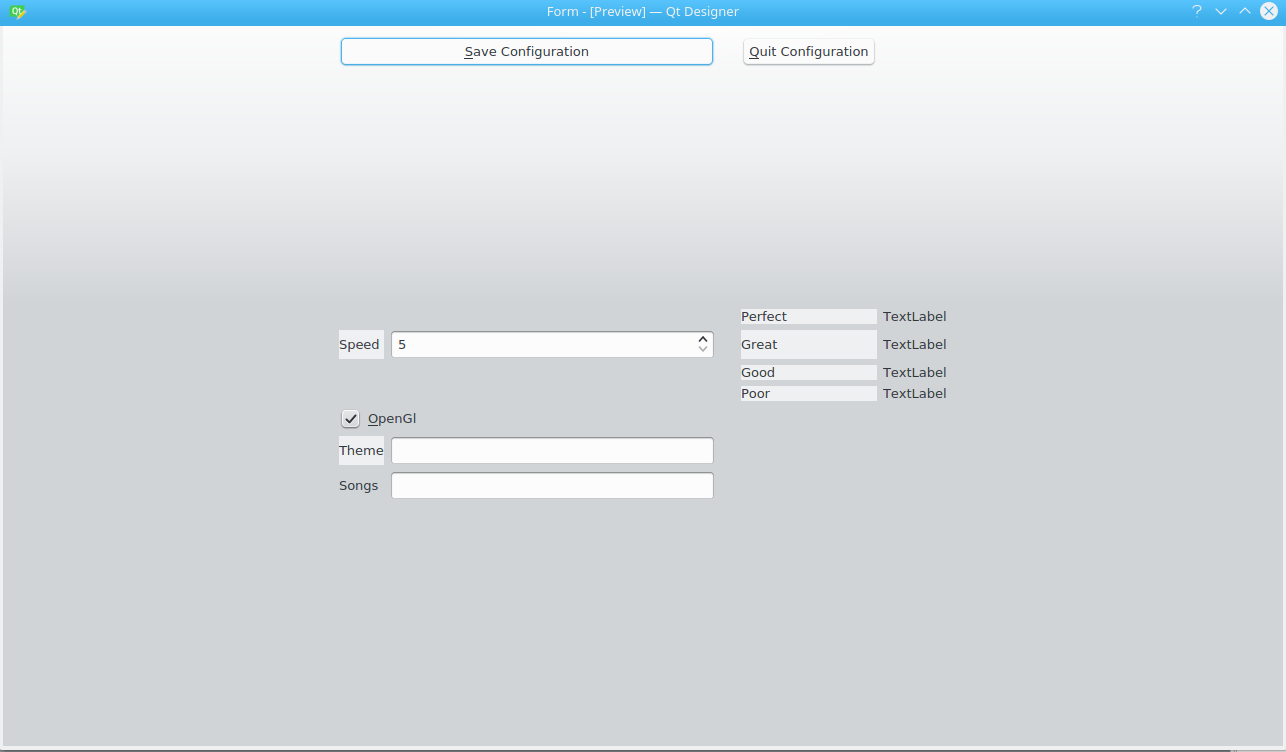 Form - [Preview] — Qt Designer
Save Configuration
Quit Configuration
Perfect TextLabel
Speed 5 Great TextLabel
Good TextLabel
Poor TextLabel
OpenGl
Theme
Songs